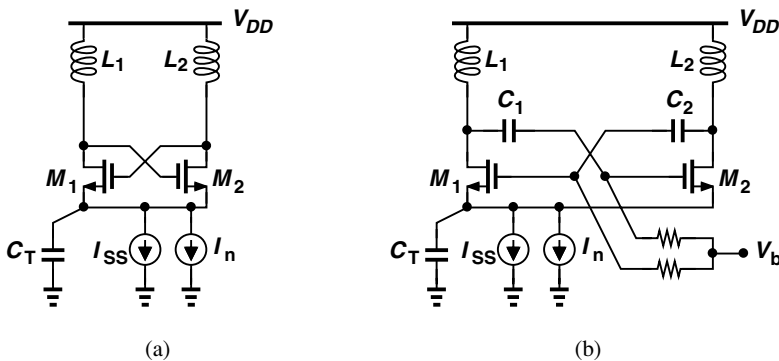 V_DD
L_1
L_2
M_1
M_2
C_T
I_SS
I_n
(a)
V_DD
L_1
L_2
C_1
C_2
M_1
M_2
C_T
I_SS
I_n
V_b
(b)